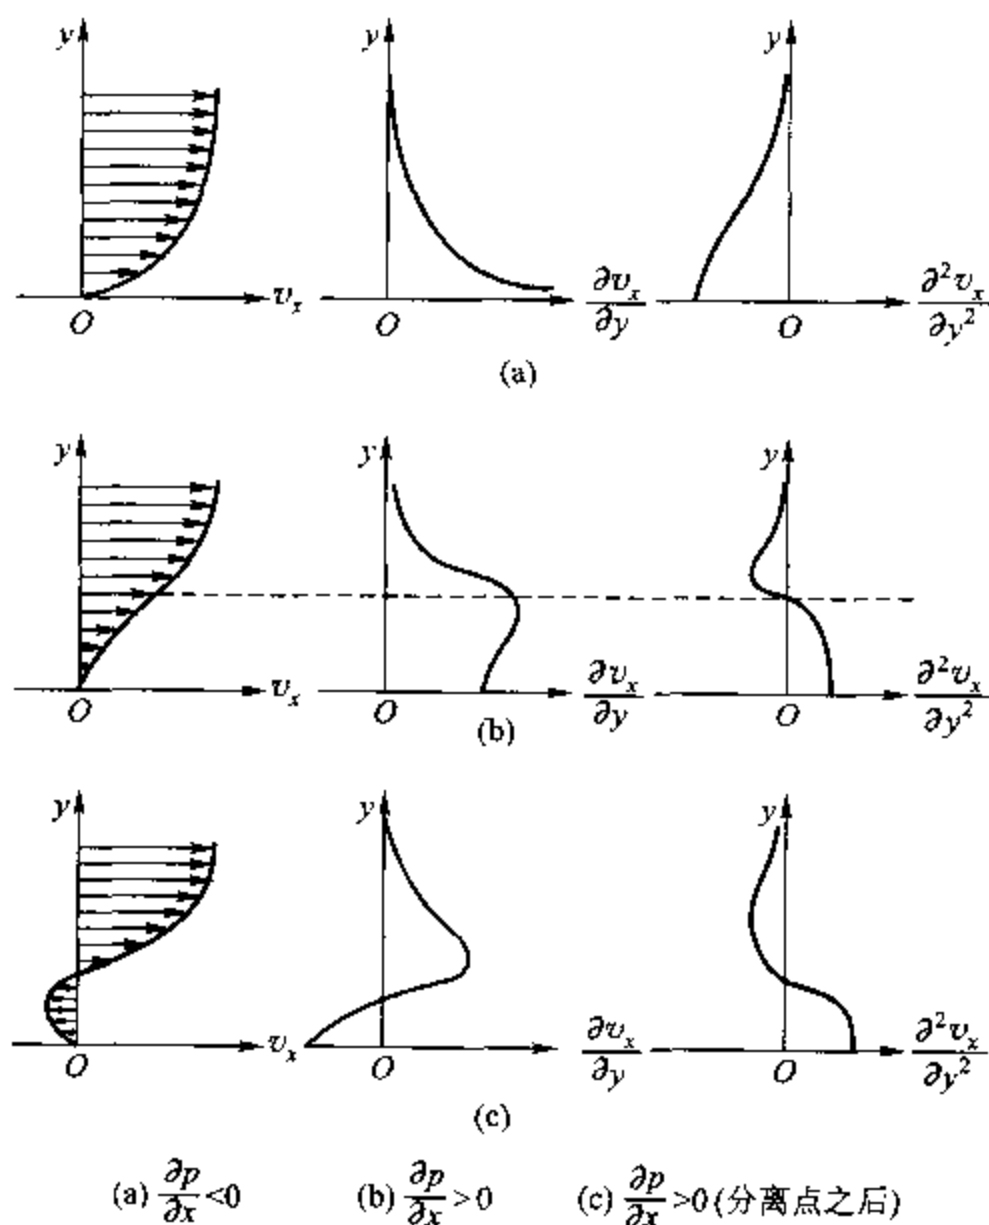 y y y
v_x ∂v_x/∂y ∂²v_x/∂y²
O O O
(a)
y y y
v_x ∂v_x/∂y ∂²v_x/∂y²
O O O
(b)
y y y
v_x ∂v_x/∂y ∂²v_x/∂y²
O O O
(c)
(a) ∂p/∂x<0 (b) ∂p/∂x>0 (c) ∂p/∂x>0(分离点之后)